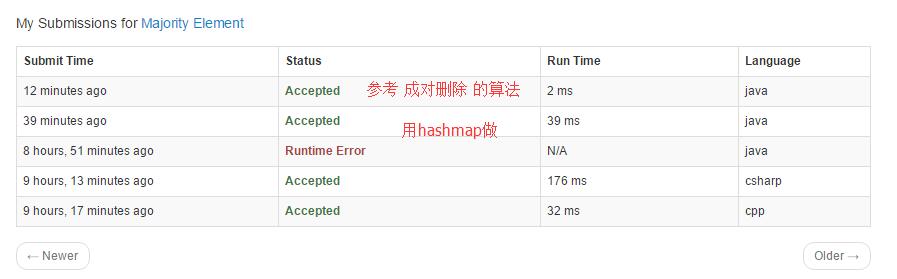 My Submissions for Majority Element
Submit Time Status Run Time Language
12 minutes ago Accepted 参考 成对删除 的算法 2 ms java
39 minutes ago Accepted 39 ms java
用hashmap做
8 hours, 51 minutes ago Runtime Error N/A java
9 hours, 13 minutes ago Accepted 176 ms csharp
9 hours, 17 minutes ago Accepted 32 ms cpp
← Newer Older →